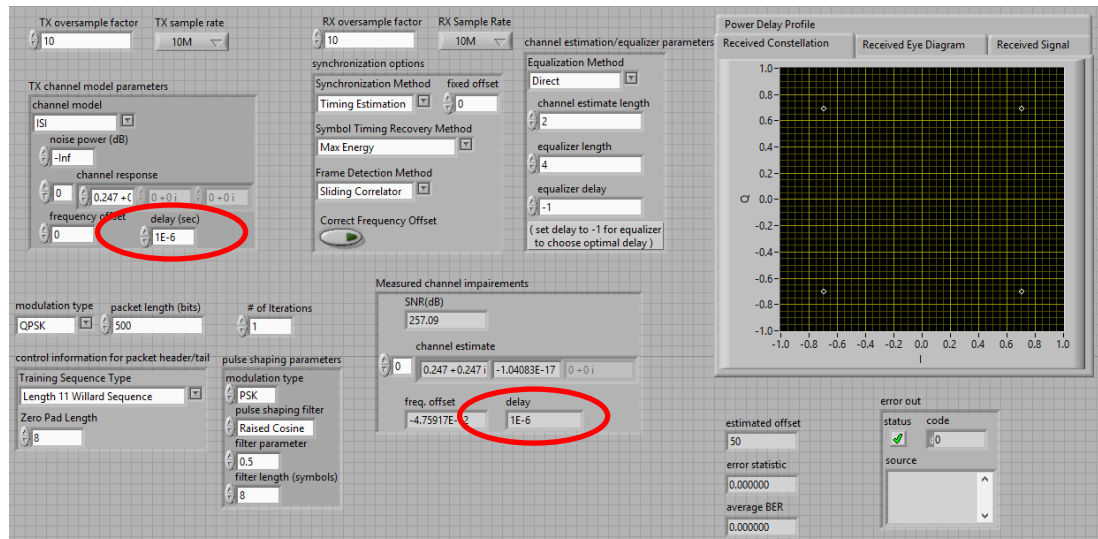 TX oversample factor
TX sample rate
10
10M
RX oversample factor
RX Sample Rate
10
10M
TX channel model parameters
channel model
ISI
noise power (dB)
-Inf
channel response
0
0.247 +(
0 +0 i
0 +0 i
frequency offset
delay (sec)
0
1E-6
synchronization options
Synchronization Method
fixed offset
Timing Estimation
0
Symbol Timing Recovery Method
Max Energy
Frame Detection Method
Sliding Correlator
Correct Frequency Offset
channel estimation/equalizer parameters
Equalization Method
Direct
channel estimate length
2
equalizer length
4
equalizer delay
-1
( set delay to -1 for equalizer
to choose optimal delay )
Power Delay Profile
Received Constellation
Received Eye Diagram
Received Signal
1.0
0.8
0.6
0.4
0.2
0.0
-0.2
-0.4
-0.6
-0.8
-1.0
Q
-1.0 -0.8 -0.6 -0.4 -0.2 0.0 0.2 0.4 0.6 0.8 1.0
I
modulation type
packet length (bits)
# of Iterations
QPSK
500
1
control information for packet header/tail
Training Sequence Type
Length 11 Willard Sequence
Zero Pad Length
8
pulse shaping parameters
modulation type
PSK
pulse shaping filter
Raised Cosine
filter parameter
0.5
filter length (symbols)
8
Measured channel impairements
SNR(dB)
257.09
channel estimate
0
0.247 +0.247 i
-1.04083E-17
0 +0 i
freq. offset
delay
1E-6
estimated offset
50
error statistic
0.000000
average BER
0.000000
error out
status
code
0
source